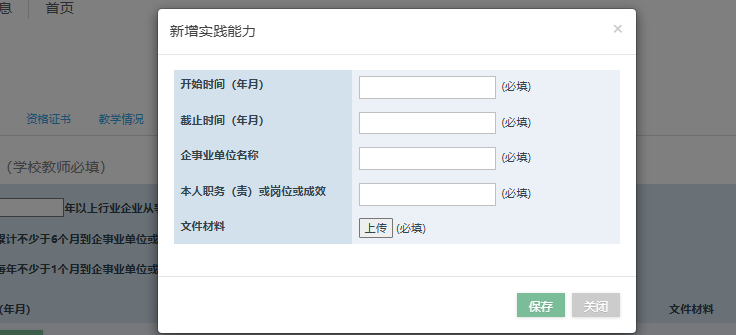 息 首页
新增实践能力 ×
资格证书 教学情况
（学校教师必填）
年以上行业企业从
累计不少于6个月到企事业单位或
每年不少于1个月到企事业单位或
(年月)
文件材料
开始时间（年月） (必填)
截止时间（年月） (必填)
企事业单位名称 (必填)
本人职务（责）或岗位或成效 (必填)
文件材料 上传 (必填)
保存 关闭